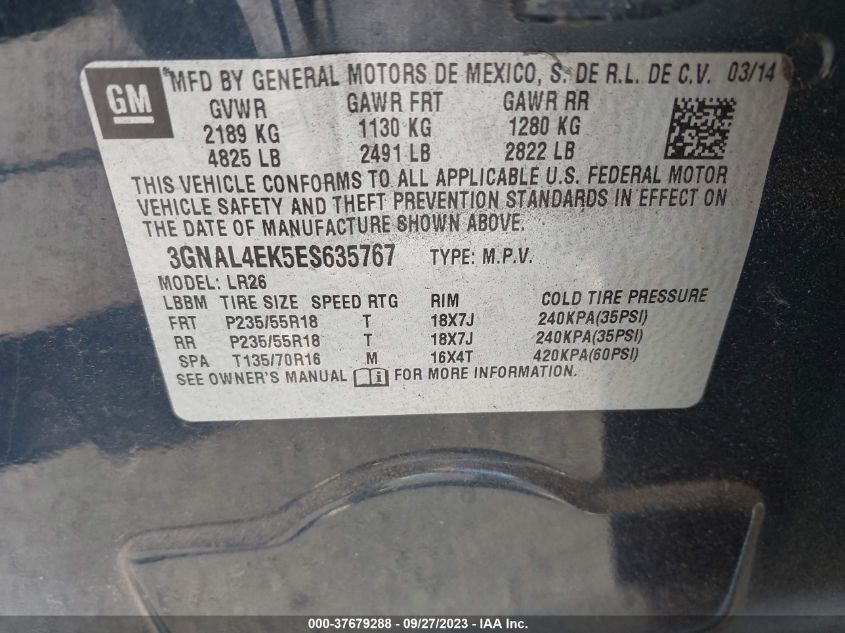 GM
*MFD BY GENERAL MOTORS DE MEXICO, S. DE R.L. DE C.V. 03/14
GVWR GAWR FRT GAWR RR
2189 KG 1130 KG 1280 KG
4825 LB 2491 LB 2822 LB
THIS VEHICLE CONFORMS TO ALL APPLICABLE U.S. FEDERAL MOTOR
VEHICLE SAFETY AND THEFT PREVENTION STANDARDS IN EFFECT ON
THE DATE OF MANUFACTURE SHOWN ABOVE.
3GNAL4EK5ES635767 TYPE: M.P.V.
MODEL: LR26
LBBM TIRE SIZE SPEED RTG RIM COLD TIRE PRESSURE
FRT P235/55R18 T 18X7J 240KPA(35PSI)
RR P235/55R18 T 18X7J 240KPA(35PSI)
SPA T135/70R16 M 16X4T 420KPA(60PSI)
SEE OWNER'S MANUAL FOR MORE INFORMATION.
000-37679288 - 09/27/2023 - IAAI.com - Copyright © 2023 IAA, Inc.